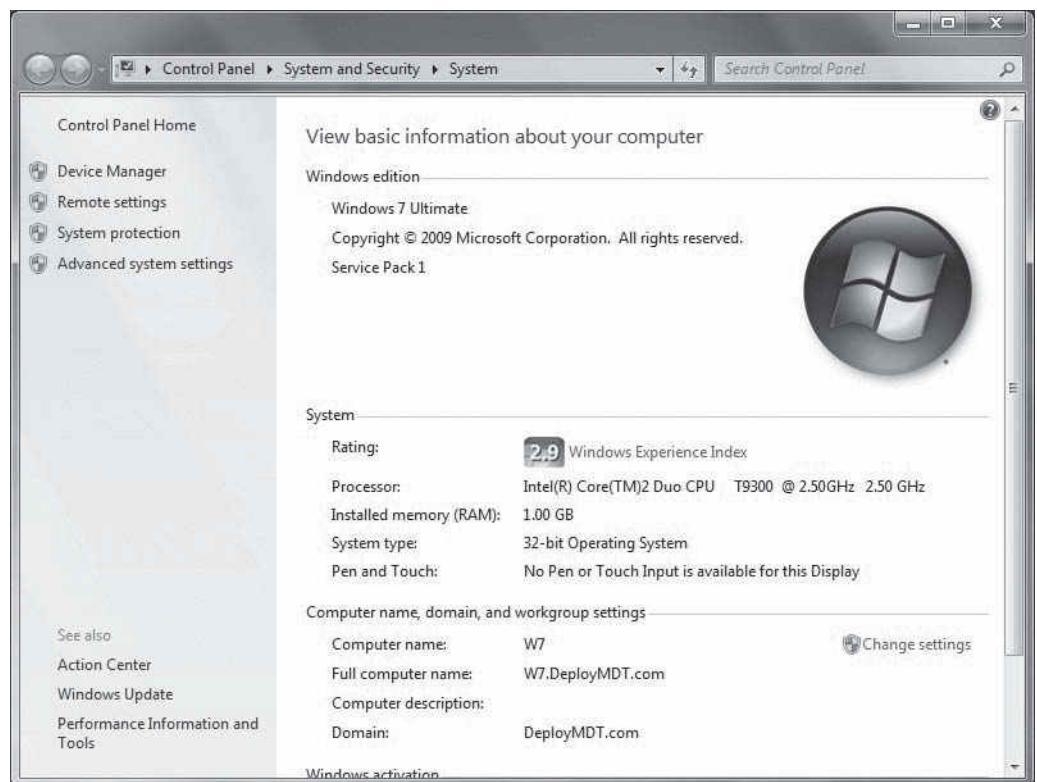 Control Panel ▸ System and Security ▸ System
Search Control Panel
Control Panel Home
Device Manager
Remote settings
System protection
Advanced system settings
See also
Action Center
Windows Update
Performance Information and
Tools
View basic information about your computer
Windows edition
Windows 7 Ultimate
Copyright © 2009 Microsoft Corporation. All rights reserved.
Service Pack 1
System
Rating: 2.9 Windows Experience Index
Processor: Intel(R) Core(TM)2 Duo CPU T9300 @ 2.50GHz 2.50 GHz
Installed memory (RAM): 1.00 GB
System type: 32-bit Operating System
Pen and Touch: No Pen or Touch Input is available for this Display
Computer name, domain, and workgroup settings
Computer name: W7 Change settings
Full computer name: W7.DeployMDT.com
Computer description:
Domain: DeployMDT.com
Windows activation